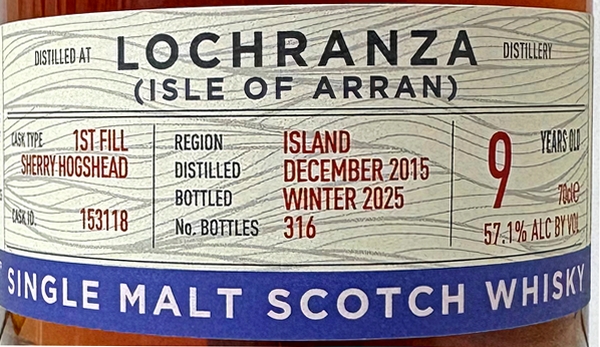 DISTILLED AT LOCHRANZA DISTILLERY
(ISLE OF ARRAN)
CASK TYPE 1ST FILL
SHERRY HOGSHEAD
CASK ID. 153118
REGION ISLAND
DISTILLED DECEMBER 2015
BOTTLED WINTER 2025
No. BOTTLES 316
9 YEARS OLD
70cl e
57.1% ALC BY VOL
SINGLE MALT SCOTCH WHISKY